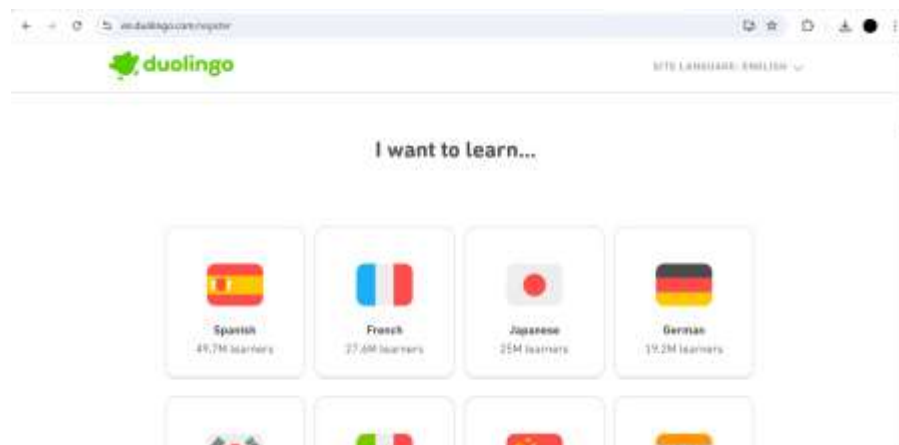 duolingo
SITE LANGUAGE: ENGLISH
I want to learn...
Spanish
49.7M learners
French
27.6M learners
Japanese
25M learners
German
19.2M learners